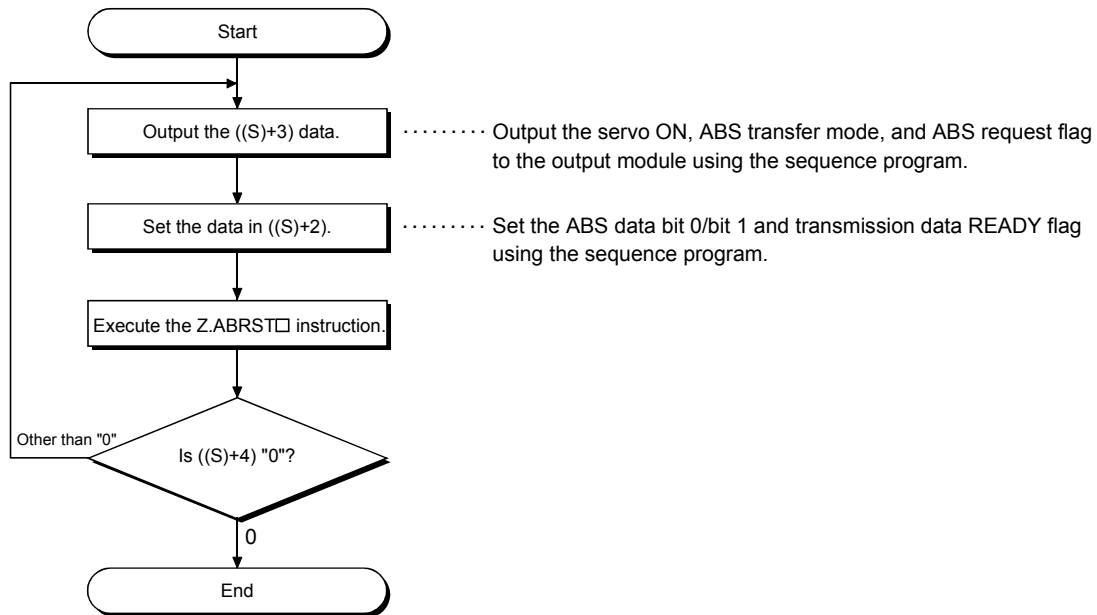 Start
Output the ((S)+3) data.
········· Output the servo ON, ABS transfer mode, and ABS request flag
to the output module using the sequence program.
Set the data in ((S)+2).
········· Set the ABS data bit 0/bit 1 and transmission data READY flag
using the sequence program.
Execute the Z.ABRST□ instruction.
Other than "0"
Is ((S)+4) "0"?
0
End